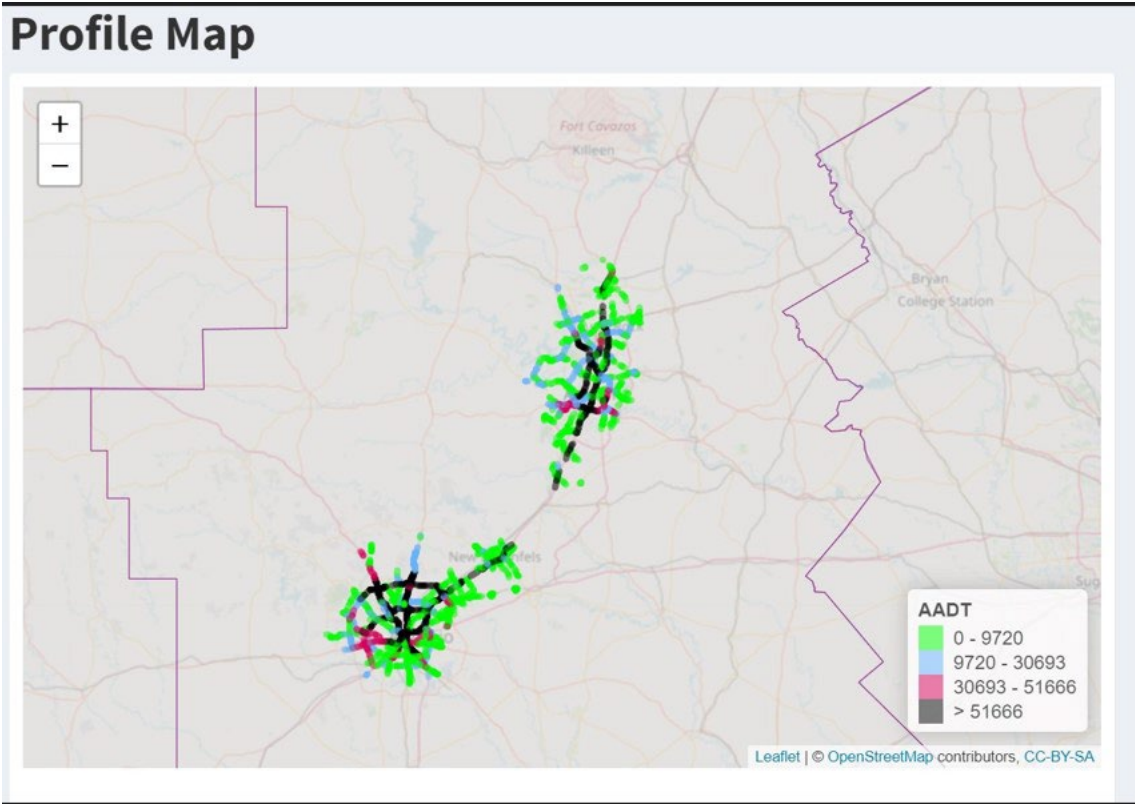 Profile Map
+
−
Fort Cavazos
Killeen
Bryan
College Station
New
fels
AADT
0 - 9720
9720 - 30693
30693 - 51666
> 51666
Leaflet | © OpenStreetMap contributors, CC-BY-SA